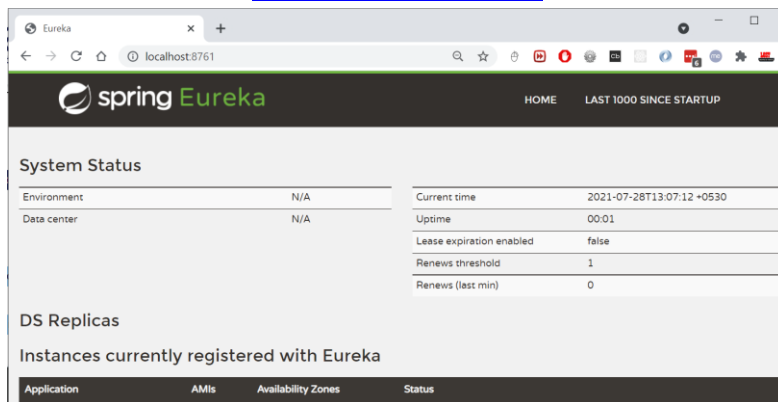 Eureka
localhost:8761
spring Eureka
HOME LAST 1000 SINCE STARTUP
System Status
Environment N/A
Data center N/A
Current time 2021-07-28T13:07:12 +0530
Uptime 00:01
Lease expiration enabled false
Renews threshold 1
Renews (last min) 0
DS Replicas
Instances currently registered with Eureka
Application AMIs Availability Zones Status